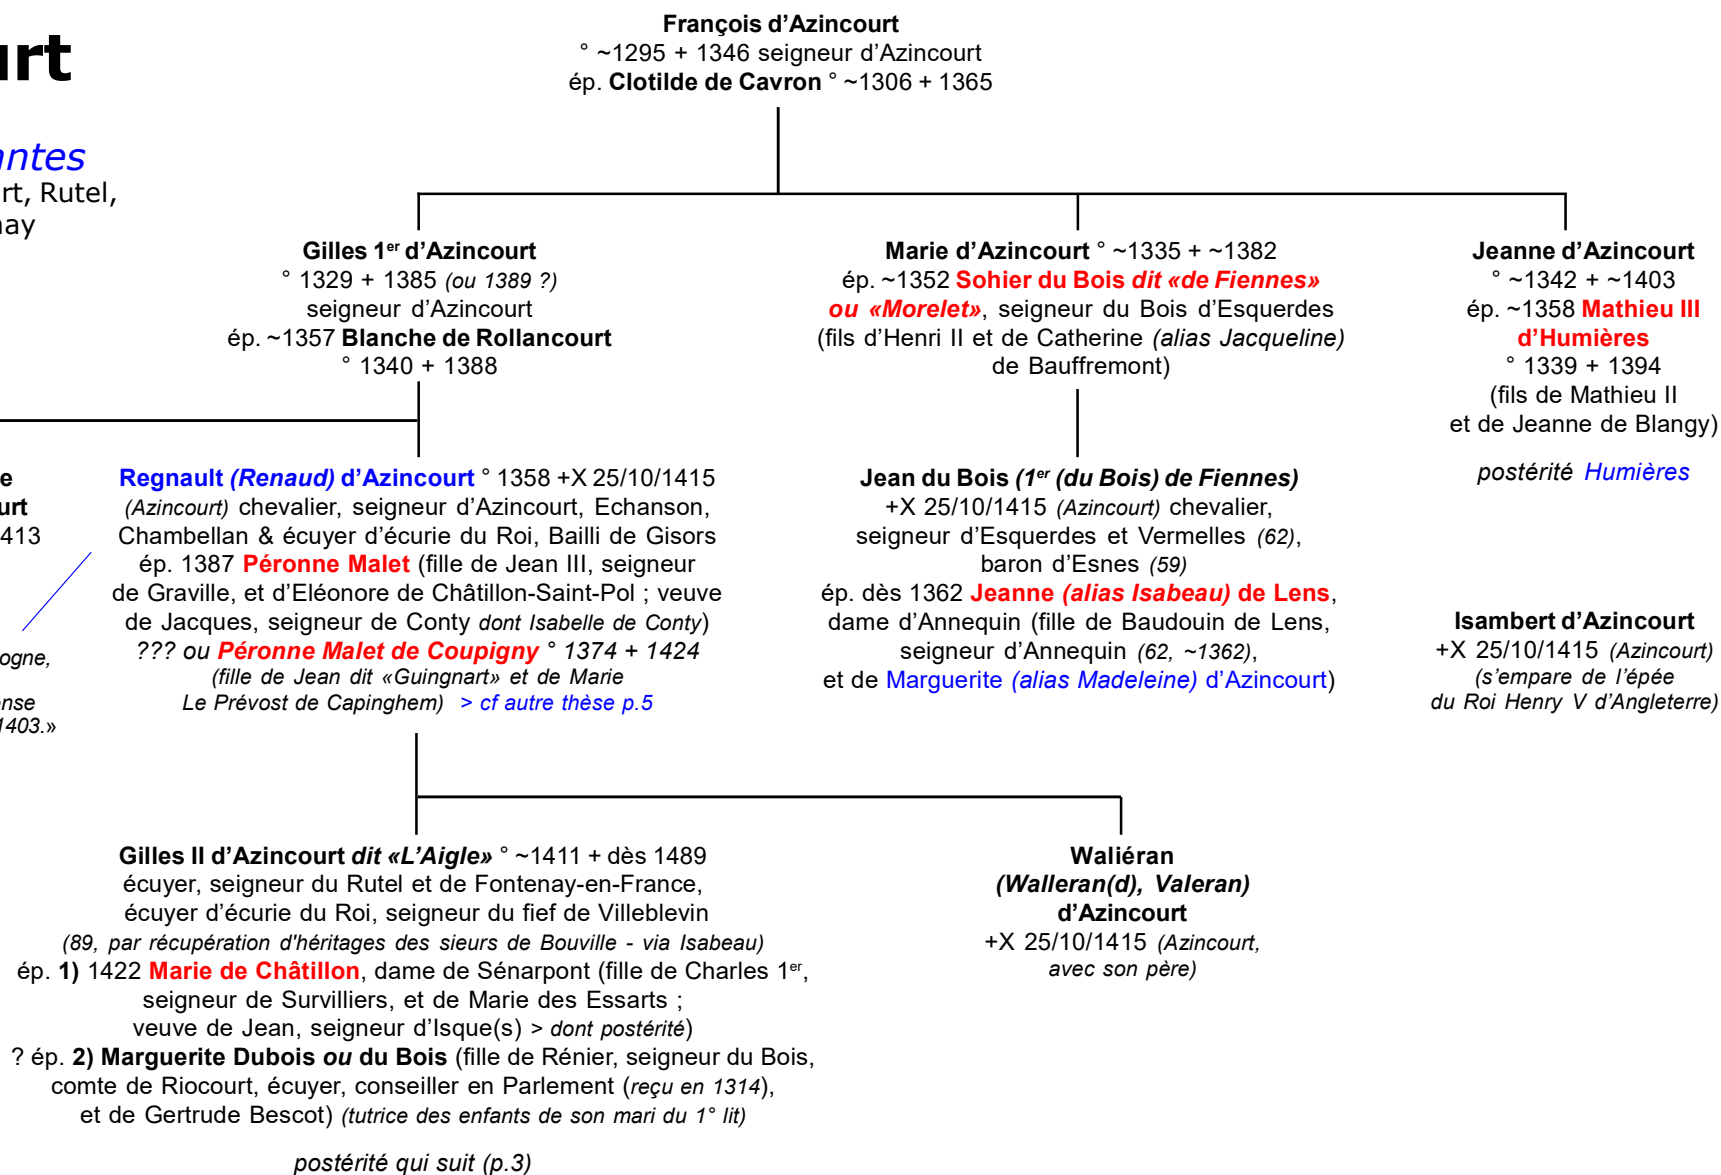 François d'Azincourt
° ~1295 + 1346 seigneur d'Azincourt
ép. Clotilde de Cavron ° ~1306 + 1365
urt
antes
rt, Rutel,
nay
Gilles 1er d'Azincourt
° 1329 + 1385 (ou 1389 ?)
seigneur d'Azincourt
ép. ~1357 Blanche de Rollancourt
° 1340 + 1388
Marie d'Azincourt ° ~1335 + ~1382
ép. ~1352 Sohier du Bois dit «de Fiennes»
ou «Morelet», seigneur du Bois d'Esquerdes
(fils d'Henri II et de Catherine (alias Jacqueline)
de Bauffremont)
Jeanne d'Azincourt
° ~1342 + ~1403
ép. ~1358 Mathieu III
d'Humières
° 1339 + 1394
(fils de Mathieu II
et de Jeanne de Blangy)
postérité Humières
e
urt
413
ogne,
nse
1403.»
Regnault (Renaud) d'Azincourt ° 1358 +X 25/10/1415
(Azincourt) chevalier, seigneur d'Azincourt, Echanson,
Chambellan & écuyer d'écurie du Roi, Bailli de Gisors
ép. 1387 Péronne Malet (fille de Jean III, seigneur
de Graville, et d'Eléonore de Châtillon-Saint-Pol ; veuve
de Jacques, seigneur de Conty dont Isabelle de Conty)
??? ou Péronne Malet de Coupigny ° 1374 + 1424
(fille de Jean dit «Guingnart» et de Marie
Le Prévost de Capinghem) > cf autre thèse p.5
Jean du Bois (1er (du Bois) de Fiennes)
+X 25/10/1415 (Azincourt) chevalier,
seigneur d'Esquerdes et Vermelles (62),
baron d'Esnes (59)
ép. dès 1362 Jeanne (alias Isabeau) de Lens,
dame d'Annequin (fille de Baudouin de Lens,
seigneur d'Annequin (62, ~1362),
et de Marguerite (alias Madeleine) d'Azincourt)
Isambert d'Azincourt
+X 25/10/1415 (Azincourt)
(s'empare de l'épée
du Roi Henry V d'Angleterre)
Gilles II d'Azincourt dit «L'Aigle» ° ~1411 + dès 1489
écuyer, seigneur du Rutel et de Fontenay-en-France,
écuyer d'écurie du Roi, seigneur du fief de Villeblevin
(89, par récupération d'héritages des sieurs de Bouville - via Isabeau)
ép. 1) 1422 Marie de Châtillon, dame de Sénarpont (fille de Charles 1er,
seigneur de Survilliers, et de Marie des Essarts ;
veuve de Jean, seigneur d'Isque(s) > dont postérité)
? ép. 2) Marguerite Dubois ou du Bois (fille de Rénier, seigneur du Bois,
comte de Riocourt, écuyer, conseiller en Parlement (reçu en 1314),
et de Gertrude Bescot) (tutrice des enfants de son mari du 1° lit)
postérité qui suit (p.3)
Waliéran
(Walleran(d), Valeran)
d'Azincourt
+X 25/10/1415 (Azincourt,
avec son père)